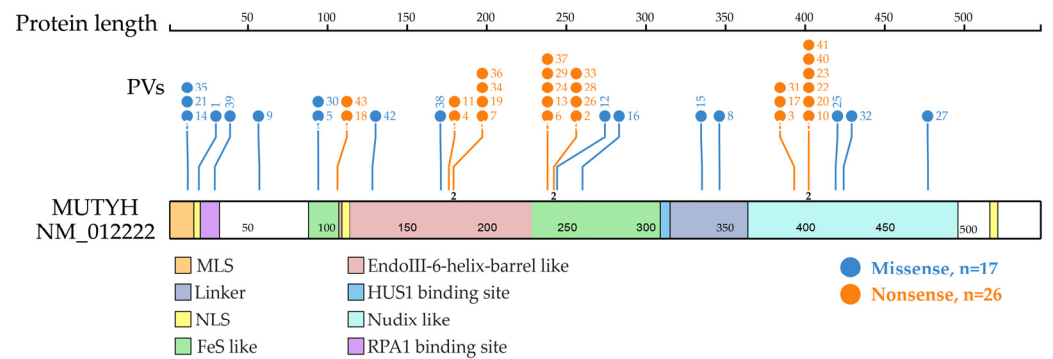 Protein length 50 100 150 200 250 300 350 400 450 500
PVs
37 41
36 29 33 40
35 34 24 28 23
30 43 11 19 13 26 31 22
21 17 20
14 1 39 9 5 18 42 38 4 7 6 2 12 16 15 8 3 10 25 32 27
2 2 2
MUTYH
NM_012222
50 100 150 200 250 300 350 400 450 500
MLS EndoIII-6-helix-barrel like
Linker HUS1 binding site
NLS Nudix like
FeS like RPA1 binding site
Missense, n=17
Nonsense, n=26